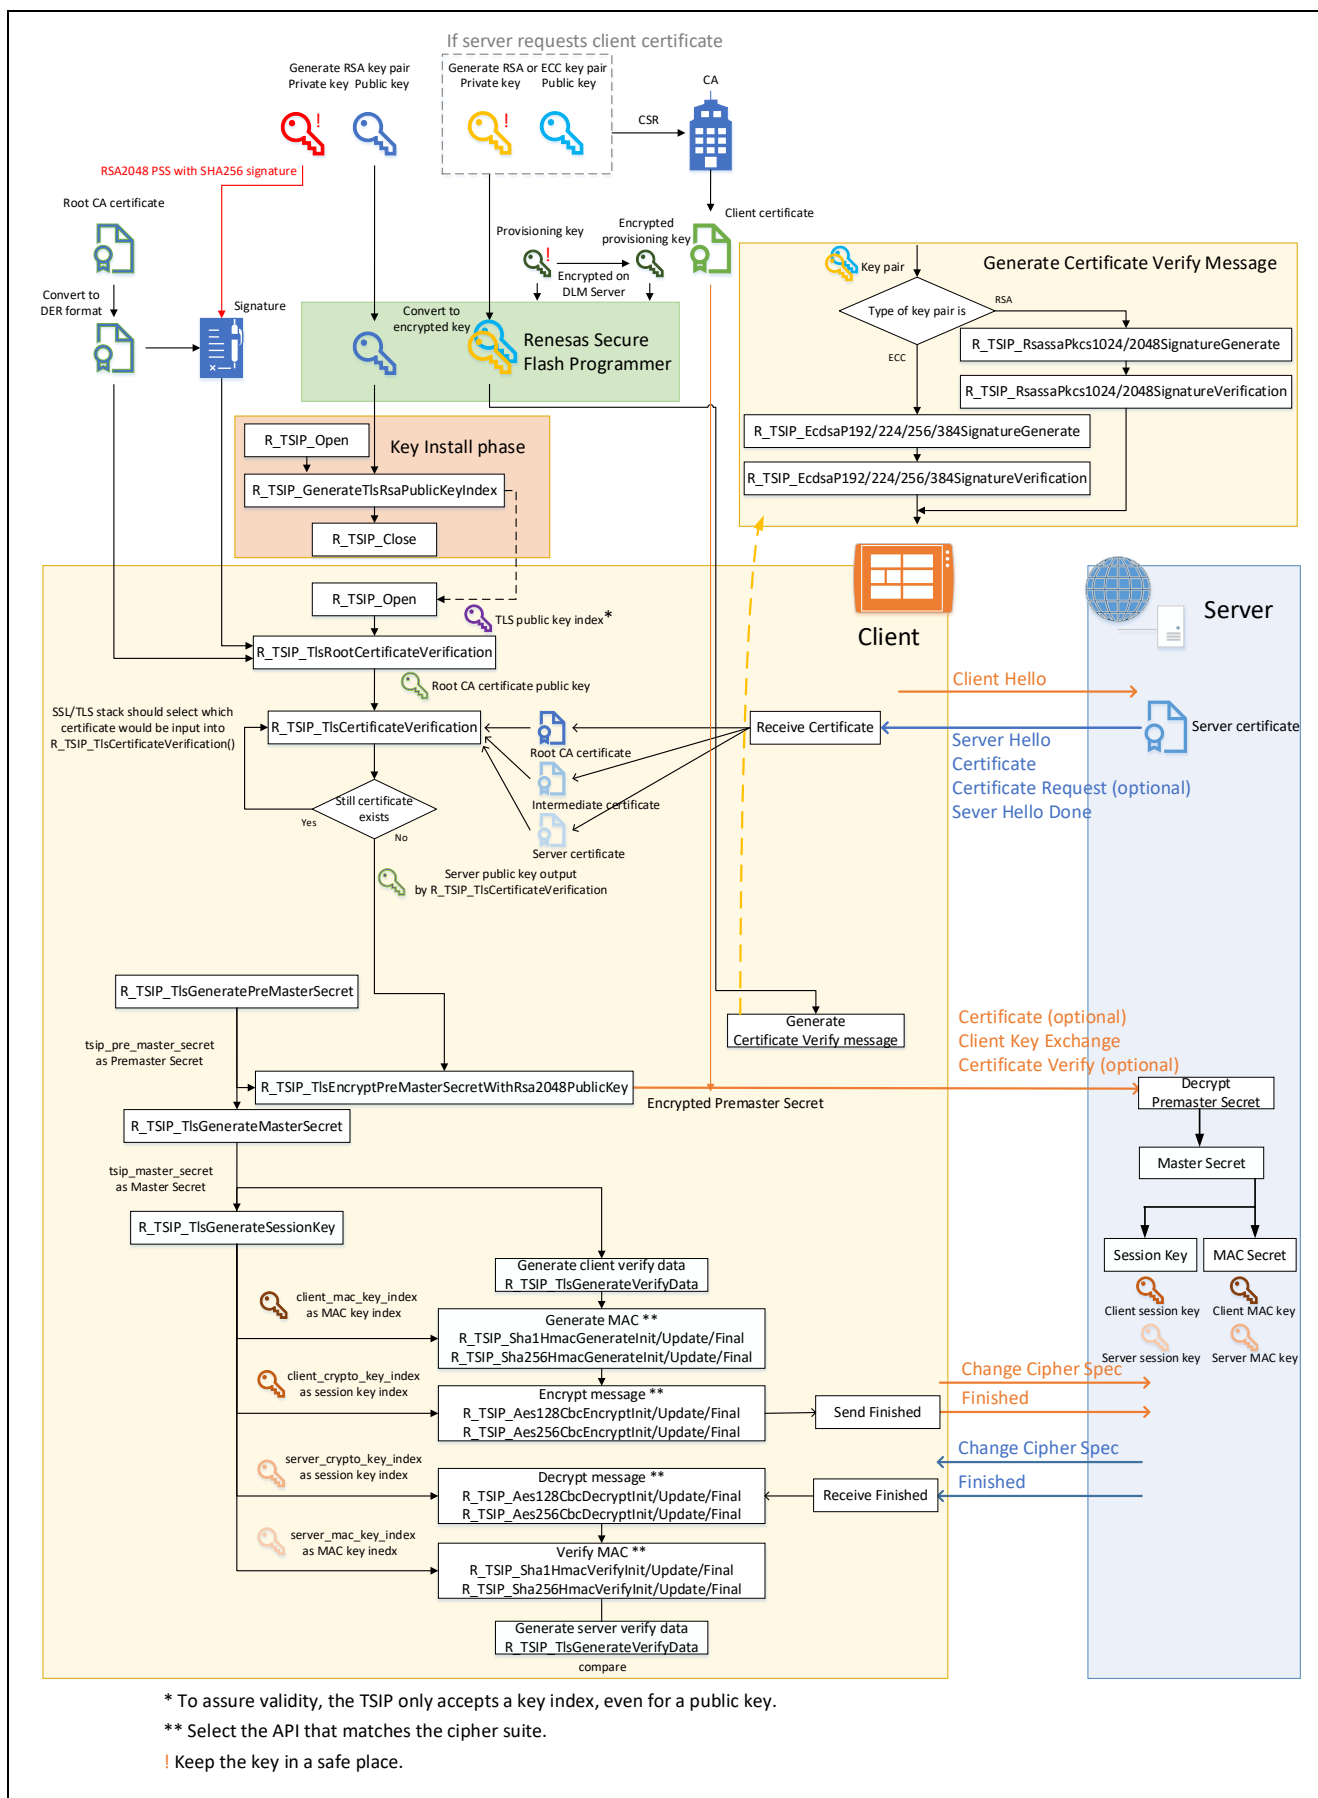 If server requests client certificate
Generate RSA key pair
Private key Public key
Generate RSA or ECC key pair
Private key Public key
CA
!
!
CSR
RSA2048 PSS with SHA256 signature
Root CA certificate
Client certificate
Provisioning key
Encrypted
provisioning key
!
Encrypted on
DLM Server
Convert to
DER format
Signature
Convert to
encrypted key
Renesas Secure
Flash Programmer
Key pair
Generate Certificate Verify Message
Type of key pair is
RSA
ECC
R_TSIP_RsassaPkcs1024/2048SignatureGenerate
R_TSIP_RsassaPkcs1024/2048SignatureVerification
R_TSIP_EcdsaP192/224/256/384SignatureGenerate
R_TSIP_EcdsaP192/224/256/384SignatureVerification
R_TSIP_Open
Key Install phase
R_TSIP_GenerateTlsRsaPublicKeyIndex
R_TSIP_Close
R_TSIP_Open
TLS public key index*
Client
Server
R_TSIP_TlsRootCertificateVerification
Root CA certificate public key
Client Hello
SSL/TLS stack should select which
certificate would be input into
R_TSIP_TlsCertificateVerification()
R_TSIP_TlsCertificateVerification
Root CA certificate
Receive Certificate
Server certificate
Server Hello
Certificate
Certificate Request (optional)
Sever Hello Done
Still certificate
exists
Yes
No
Intermediate certificate
Server certificate
Server public key output
by R_TSIP_TlsCertificateVerification
R_TSIP_TlsGeneratePreMasterSecret
Generate
Certificate Verify message
Certificate (optional)
Client Key Exchange
Certificate Verify (optional)
tsip_pre_master_secret
as Premaster Secret
R_TSIP_TlsEncryptPreMasterSecretWithRsa2048PublicKey
Encrypted Premaster Secret
Decrypt
Premaster Secret
R_TSIP_TlsGenerateMasterSecret
Master Secret
tsip_master_secret
as Master Secret
R_TSIP_TlsGenerateSessionKey
Session Key
MAC Secret
Generate client verify data
R_TSIP_TlsGenerateVerifyData
client_mac_key_index
as MAC key index
Client session key
Client MAC key
Generate MAC **
R_TSIP_Sha1HmacGenerateInit/Update/Final
R_TSIP_Sha256HmacGenerateInit/Update/Final
Server session key
Server MAC key
client_crypto_key_index
as session key index
Change Cipher Spec
Encrypt message **
R_TSIP_Aes128CbcEncryptInit/Update/Final
R_TSIP_Aes256CbcEncryptInit/Update/Final
Send Finished
Finished
server_crypto_key_index
as session key index
Change Cipher Spec
Decrypt message **
R_TSIP_Aes128CbcDecryptInit/Update/Final
R_TSIP_Aes256CbcDecryptInit/Update/Final
Receive Finished
Finished
server_mac_key_index
as MAC key inedx
Verify MAC **
R_TSIP_Sha1HmacVerifyInit/Update/Final
R_TSIP_Sha256HmacVerifyInit/Update/Final
Generate server verify data
R_TSIP_TlsGenerateVerifyData
compare
* To assure validity, the TSIP only accepts a key index, even for a public key.
** Select the API that matches the cipher suite.
! Keep the key in a safe place.